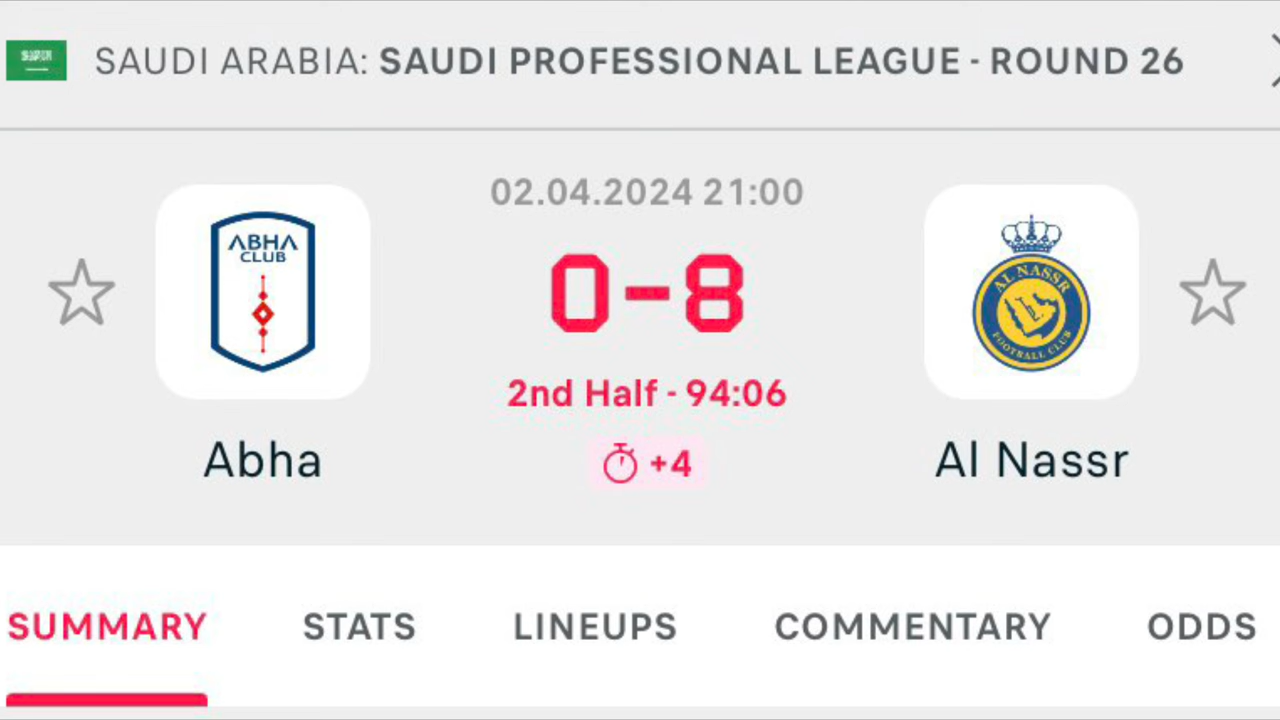 SAUDI ARABIA: SAUDI PROFESSIONAL LEAGUE - ROUND 26
02.04.2024 21:00
ABHA
CLUB
AL NASSR
FOOTBALL CLUB
0-8
2nd Half - 94:06
+4
Abha
Al Nassr
SUMMARY
STATS
LINEUPS
COMMENTARY
ODDS